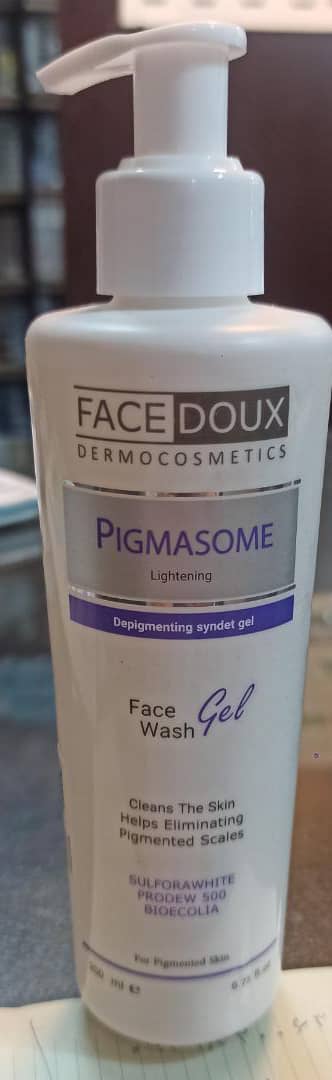 FACE DOUX
DERMOCOSMETICS
PIGMASOME
Lightening
Depigmenting syndet gel
Face Gel
Wash
Cleans The Skin
Helps Eliminating
Pigmented Scales
SULFORAWHITE
PRODEW 500
BIOECOLIA
For Pigmented Skin
ml e